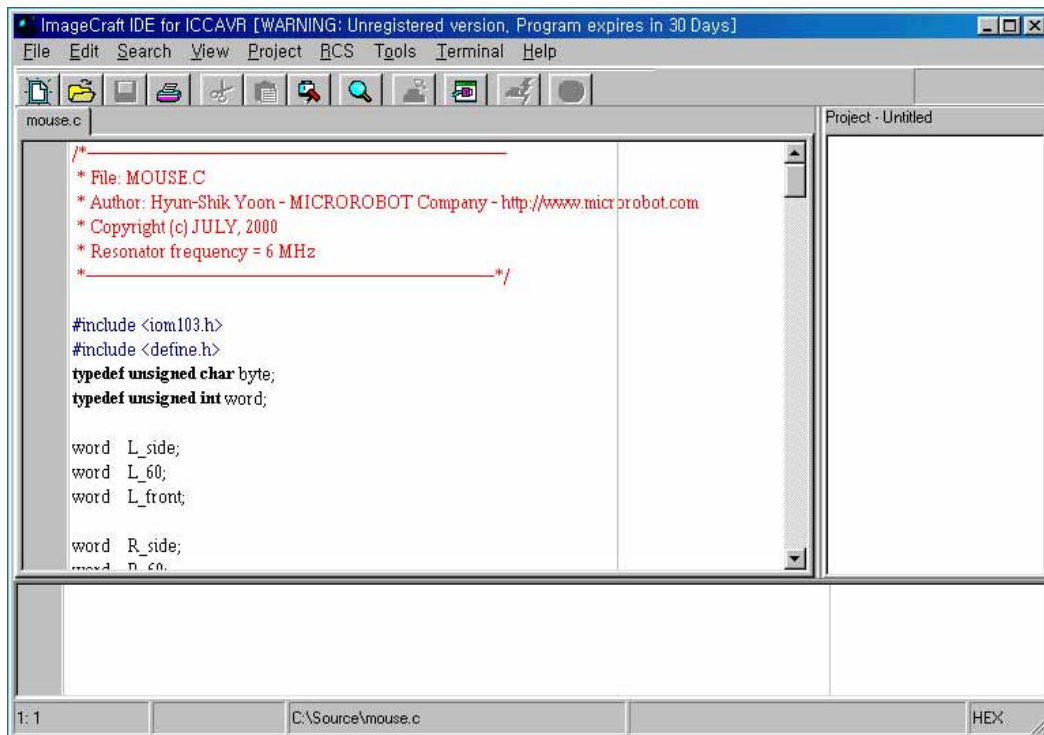 ImageCraft IDE for ICCAVR [WARNING: Unregistered version, Program expires in 30 Days]
File Edit Search View Project RCS Tools Terminal Help
mouse.c
Project - Untitled
/*
* File: MOUSE.C
* Author: Hyun-Shik Yoon - MICROROBOT Company - http://www.microrobot.com
* Copyright (c) JULY, 2000
* Resonator frequency = 6 MHz
*―*/
#include <iom103.h>
#include <define.h>
typedef unsigned char byte;
typedef unsigned int word;
word L_side;
word L_60;
word L_front;
word R_side;
word R_60;
1: 1
C:\Source\mouse.c
HEX